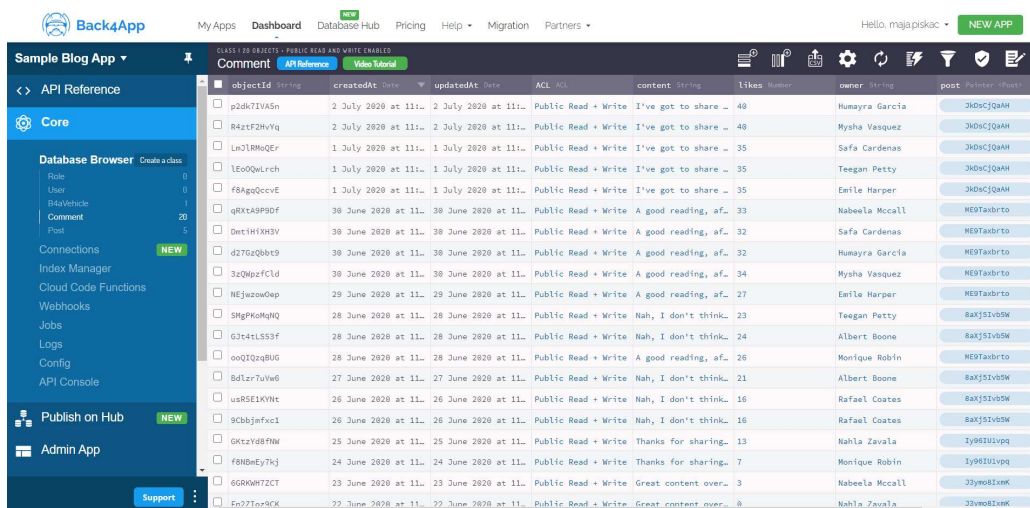 Back4App My Apps Dashboard NEW Database Hub Pricing Help Migration Partners Hello, maja.piskac NEW APP
Sample Blog App
API Reference
Core
Database Browser Create a class
Role 0
User 0
B4aVehicle 1
Comment 20
Post 5
Connections NEW
Index Manager
Cloud Code Functions
Webhooks
Jobs
Logs
Config
API Console
Publish on Hub NEW
Admin App
Support
CLASS | 20 OBJECTS • PUBLIC READ AND WRITE ENABLED
Comment API Reference Video Tutorial
CSV
objectId String createdAt Date updatedAt Date ACL ACL content String likes Number owner String post Pointer <Post>
p2dk7IVA5n 2 July 2020 at 11:… 2 July 2020 at 11:… Public Read + Write I've got to share … 40 Humayra Garcia JkDsCjQaAH
R4ztF2HvYq 2 July 2020 at 11:… 2 July 2020 at 11:… Public Read + Write I've got to share … 40 Mysha Vasquez JkDsCjQaAH
LmJlRMoQEr 1 July 2020 at 11:… 1 July 2020 at 11:… Public Read + Write I've got to share … 35 Safa Cardenas JkDsCjQaAH
lEoOQwLrch 1 July 2020 at 11:… 1 July 2020 at 11:… Public Read + Write I've got to share … 35 Teegan Petty JkDsCjQaAH
f8AgqQccvE 1 July 2020 at 11:… 1 July 2020 at 11:… Public Read + Write I've got to share … 35 Emile Harper JkDsCjQaAH
qRXtA9P9Df 30 June 2020 at 11… 30 June 2020 at 11… Public Read + Write A good reading, af… 33 Nabeela Mccall ME9Taxbrto
DmtiHiXH3V 30 June 2020 at 11… 30 June 2020 at 11… Public Read + Write A good reading, af… 32 Safa Cardenas ME9Taxbrto
d27GzQbbt9 30 June 2020 at 11… 30 June 2020 at 11… Public Read + Write A good reading, af… 32 Humayra Garcia ME9Taxbrto
3zQWpzfCld 30 June 2020 at 11… 30 June 2020 at 11… Public Read + Write A good reading, af… 34 Mysha Vasquez ME9Taxbrto
NEjwzowOep 29 June 2020 at 11… 29 June 2020 at 11… Public Read + Write A good reading, af… 27 Emile Harper ME9Taxbrto
SMgPKoMqNQ 28 June 2020 at 11… 28 June 2020 at 11… Public Read + Write Nah, I don't think… 23 Teegan Petty 8aXj5Ivb5W
GJt4tLS53f 28 June 2020 at 11… 28 June 2020 at 11… Public Read + Write Nah, I don't think… 24 Albert Boone 8aXj5Ivb5W
ooQIQzqBUG 28 June 2020 at 11… 28 June 2020 at 11… Public Read + Write A good reading, af… 26 Monique Robin ME9Taxbrto
Bdlzr7uVw6 27 June 2020 at 11… 27 June 2020 at 11… Public Read + Write Nah, I don't think… 21 Albert Boone 8aXj5Ivb5W
usRSE1KYNt 26 June 2020 at 11… 26 June 2020 at 11… Public Read + Write Nah, I don't think… 16 Rafael Coates 8aXj5Ivb5W
9Cbbjmfxc1 26 June 2020 at 11… 26 June 2020 at 11… Public Read + Write Nah, I don't think… 16 Rafael Coates 8aXj5Ivb5W
GKtzYd8fNW 25 June 2020 at 11… 25 June 2020 at 11… Public Read + Write Thanks for sharing… 13 Nahla Zavala Iy96IU1vpq
f8NBmEy7kj 24 June 2020 at 11… 24 June 2020 at 11… Public Read + Write Thanks for sharing… 7 Monique Robin Iy96IU1vpq
6GRKWH7ZCT 23 June 2020 at 11… 23 June 2020 at 11… Public Read + Write Great content over… 3 Nabeela Mccall J3ymo8IxmK
22 June 2020 at 11… 22 June 2020 at 11… Public Read + Write Great content over… 0 Nahla Zavala J3ymo8IxmK